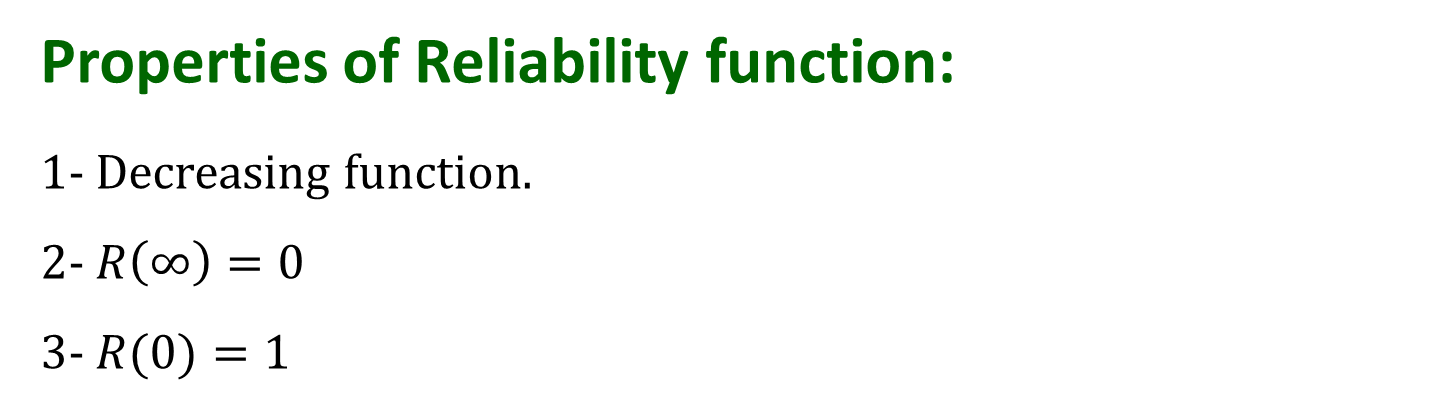 Properties of Reliability function:
1- Decreasing function.
2- R(∞) = 0
3- R(0) = 1